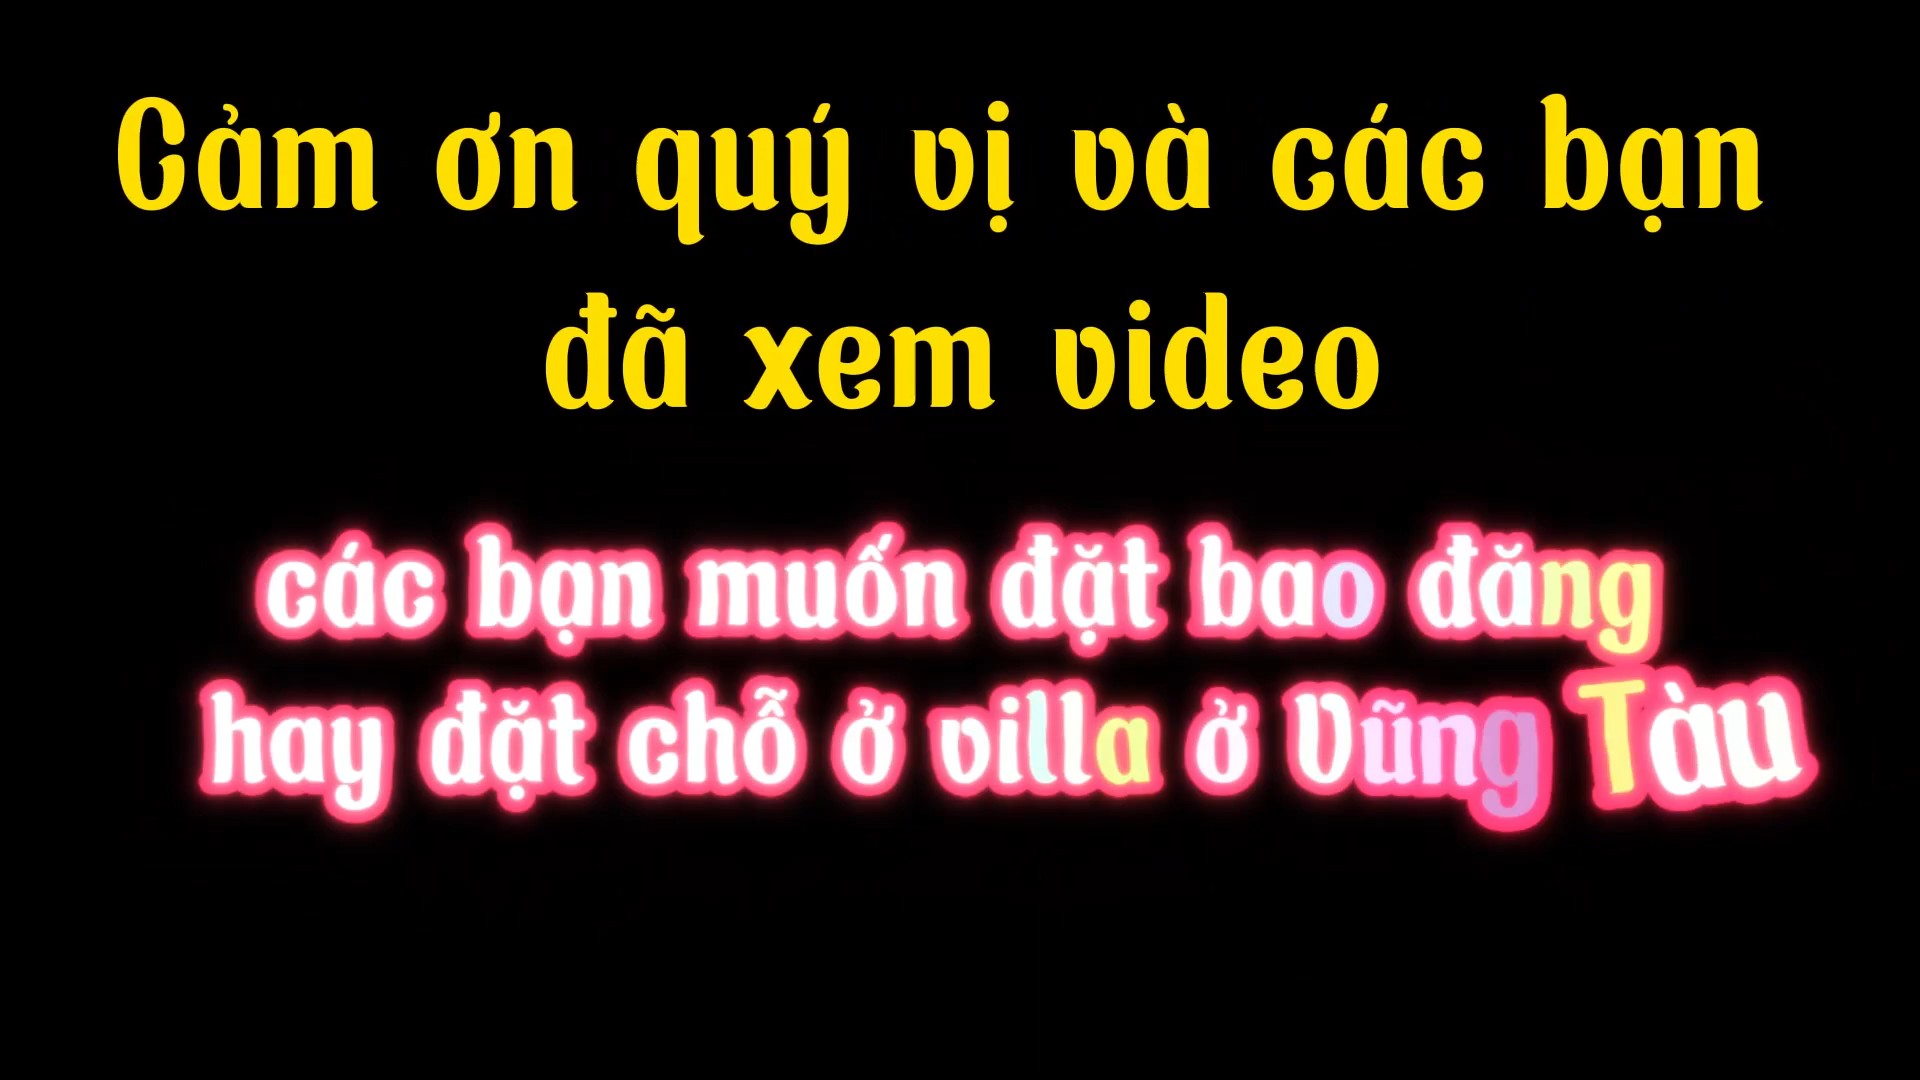 Cảm ơn quý vị và các bạn
đã xem video
các bạn muốn đặt bao đăng
hay đặt chỗ ở villa ở Vũng Tàu